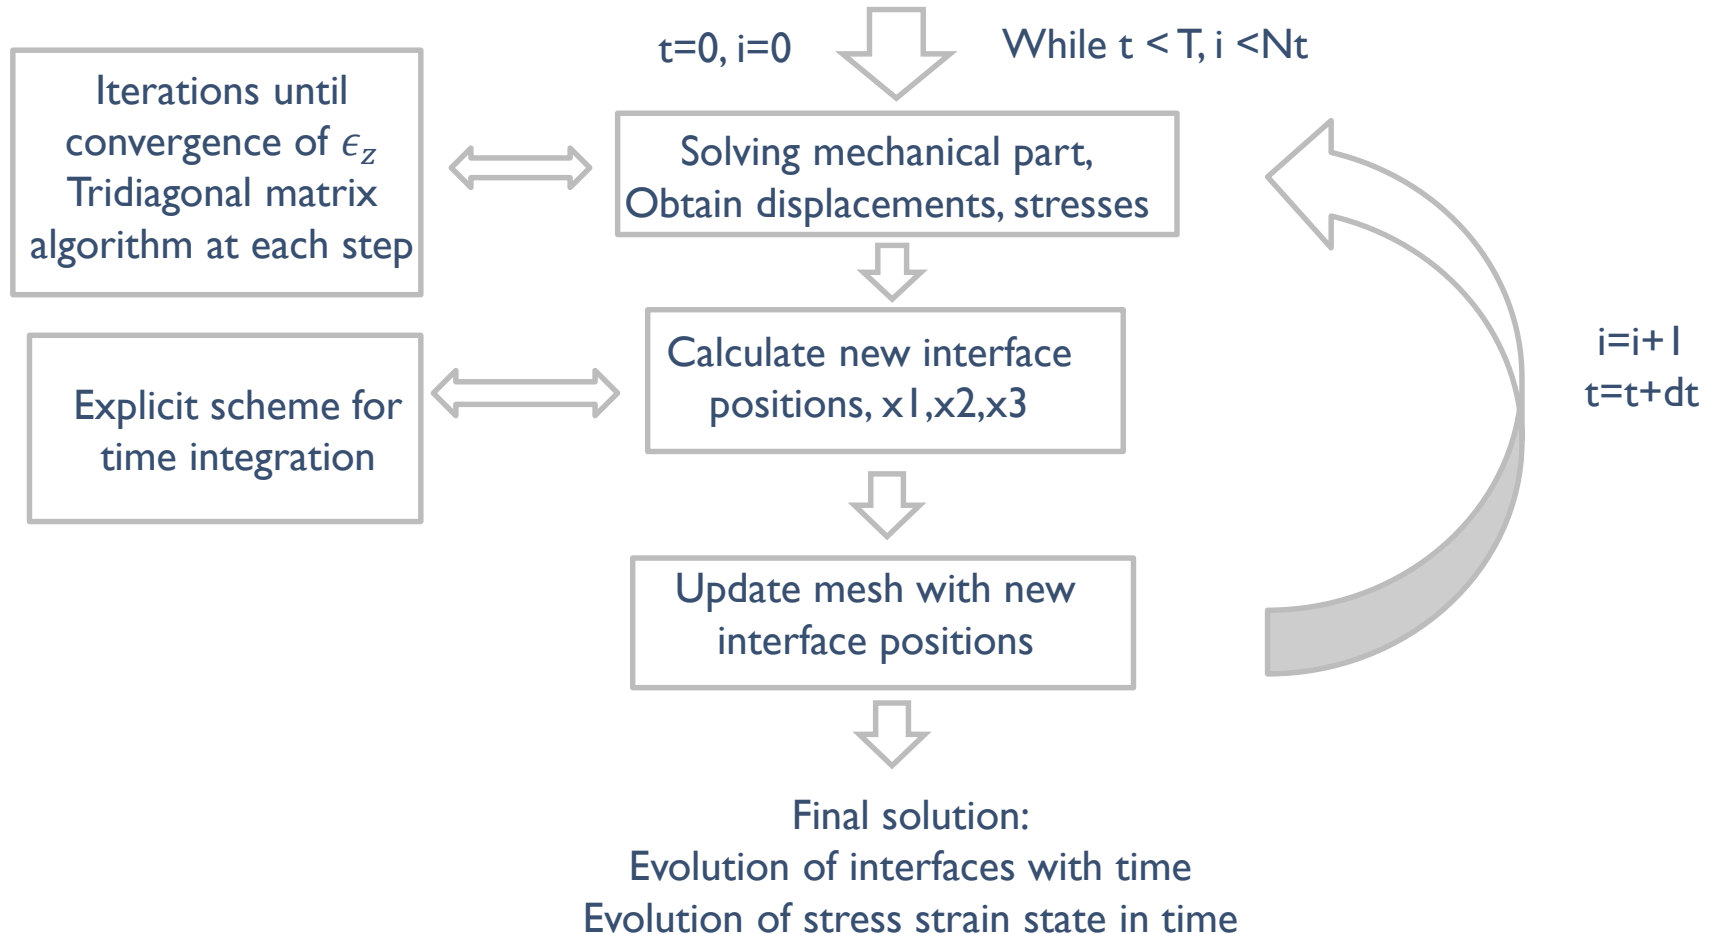 t=0, i=0
While t < T, i <Nt
Iterations until
convergence of ϵ_z
Tridiagonal matrix
algorithm at each step
Solving mechanical part,
Obtain displacements, stresses
Calculate new interface
positions, x1,x2,x3
Explicit scheme for
time integration
i=i+1
t=t+dt
Update mesh with new
interface positions
Final solution:
Evolution of interfaces with time
Evolution of stress strain state in time